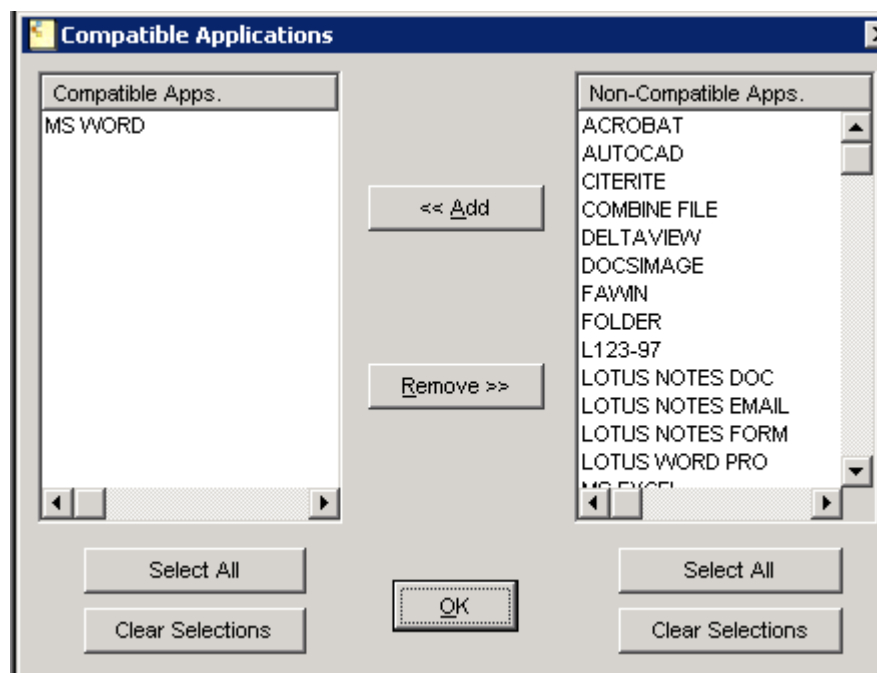 Compatible Applications
Compatible Apps.
MS WORD
<< Add
Remove >>
Non-Compatible Apps.
ACROBAT
AUTOCAD
CITERITE
COMBINE FILE
DELTAVIEW
DOCSIMAGE
FAWIN
FOLDER
L123-97
LOTUS NOTES DOC
LOTUS NOTES EMAIL
LOTUS NOTES FORM
LOTUS WORD PRO
MS EXCEL
Select All
Clear Selections
OK
Select All
Clear Selections